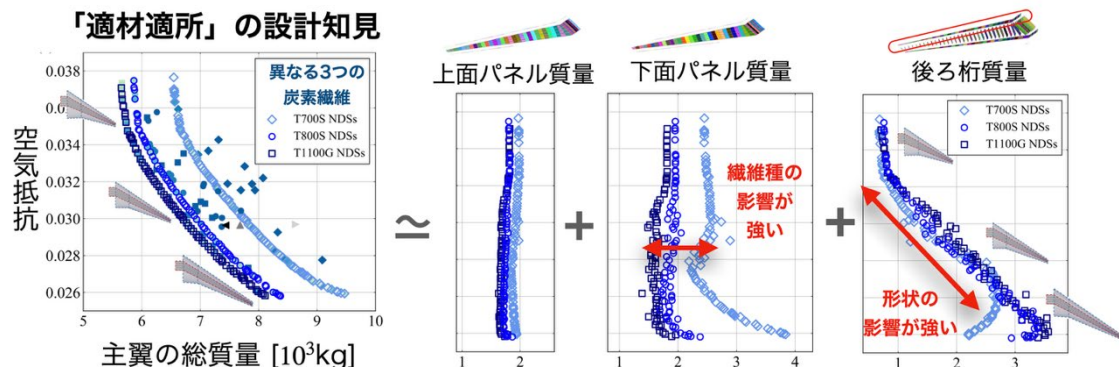 「適材適所」の設計知見
0.038
0.034
0.032
0.030
0.028
0.026
空気抵抗
異なる3つの
炭素繊維
T700S NDSs
T800S NDSs
T1100G NDSs
5 6 7 8 9 10
主翼の総質量 [10³kg]
≃
上面パネル質量
1 2
+
下面パネル質量
繊維種の
影響が
強い
1 2 3 4
+
後ろ桁質量
T700S NDSs
T800S NDSs
T1100G NDSs
形状の
影響が強い
1 2 3